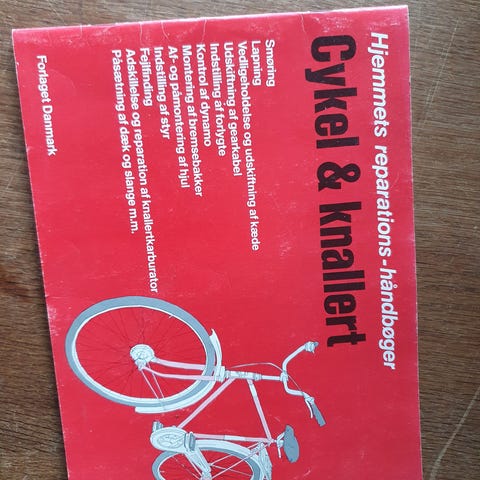 Hjemmets reparations-håndbøger
Cykel & knallert
Smøring
Lapning
Vedligeholdelse og udskiftning af kæde
Udskiftning af gearkabel
Indstilling af forlygte
Kontrol af dynamo
Montering af bremsebakker
Af- og påmontering af hjul
Indstilling af styr
Fejlfinding
Adskillelse og reparation af knallertkarburator
Påsætning af dæk og slange m.m.
Forlaget Danmark